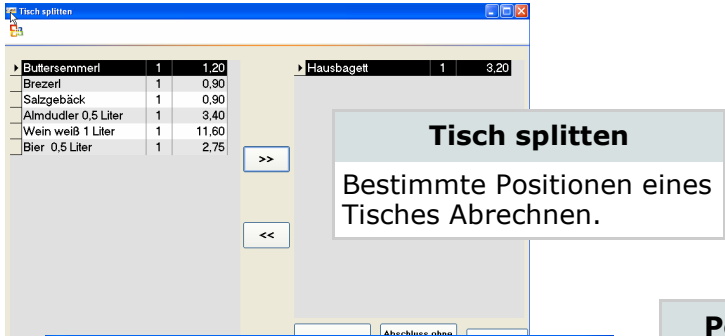 Tisch splitten
Buttersemmerl 1 1,20
Brezerl 1 0,90
Salzgebäck 1 0,90
Almdudler 0,5 Liter 1 3,40
Wein weiß 1 Liter 1 11,60
Bier 0,5 Liter 1 2,75
Hausbagett 1 3,20
>>
<<
Tisch splitten
Bestimmte Positionen eines
Tisches Abrechnen.
Abschluss ohne
P